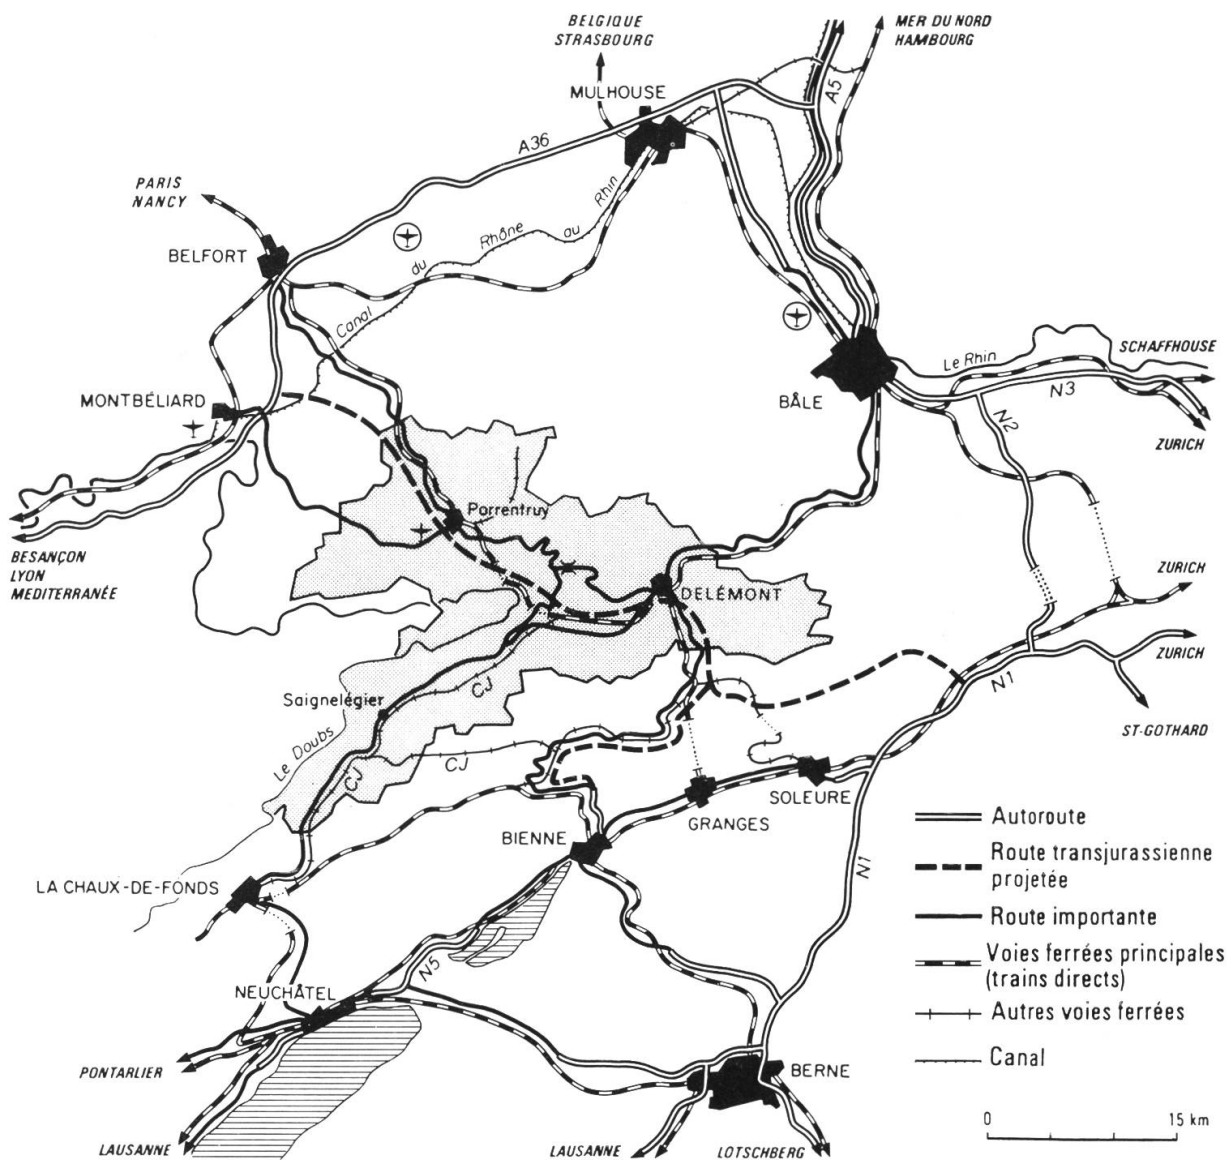 BELGIQUE
STRASBOURG
MER DU NORD
HAMBOURG
MULHOUSE
A5
A36
PARIS
NANCY
Rhin
au
Rhône
du
Canal
BELFORT
SCHAFFHOUSE
Le Rhin
N3
MONTBÉLIARD
BÂLE
N2
ZURICH
Porrentruy
BESANÇON
LYON
MEDITERRANÉE
ZURICH
DELÉMONT
ZURICH
N1
CJ
Saignelégier
ST-GOTHARD
Le Doubs
CJ
CJ
SOLEURE
GRANGES
BIENNE
N1
LA CHAUX-DE-FONDS
N5
NEUCHÂTEL
PONTARLIER
BERNE
LAUSANNE
LAUSANNE
LOTSCHBERG
Autoroute
Route transjurassienne
projetée
Route importante
Voies ferrées principales
(trains directs)
Autres voies ferrées
Canal
0 15 km